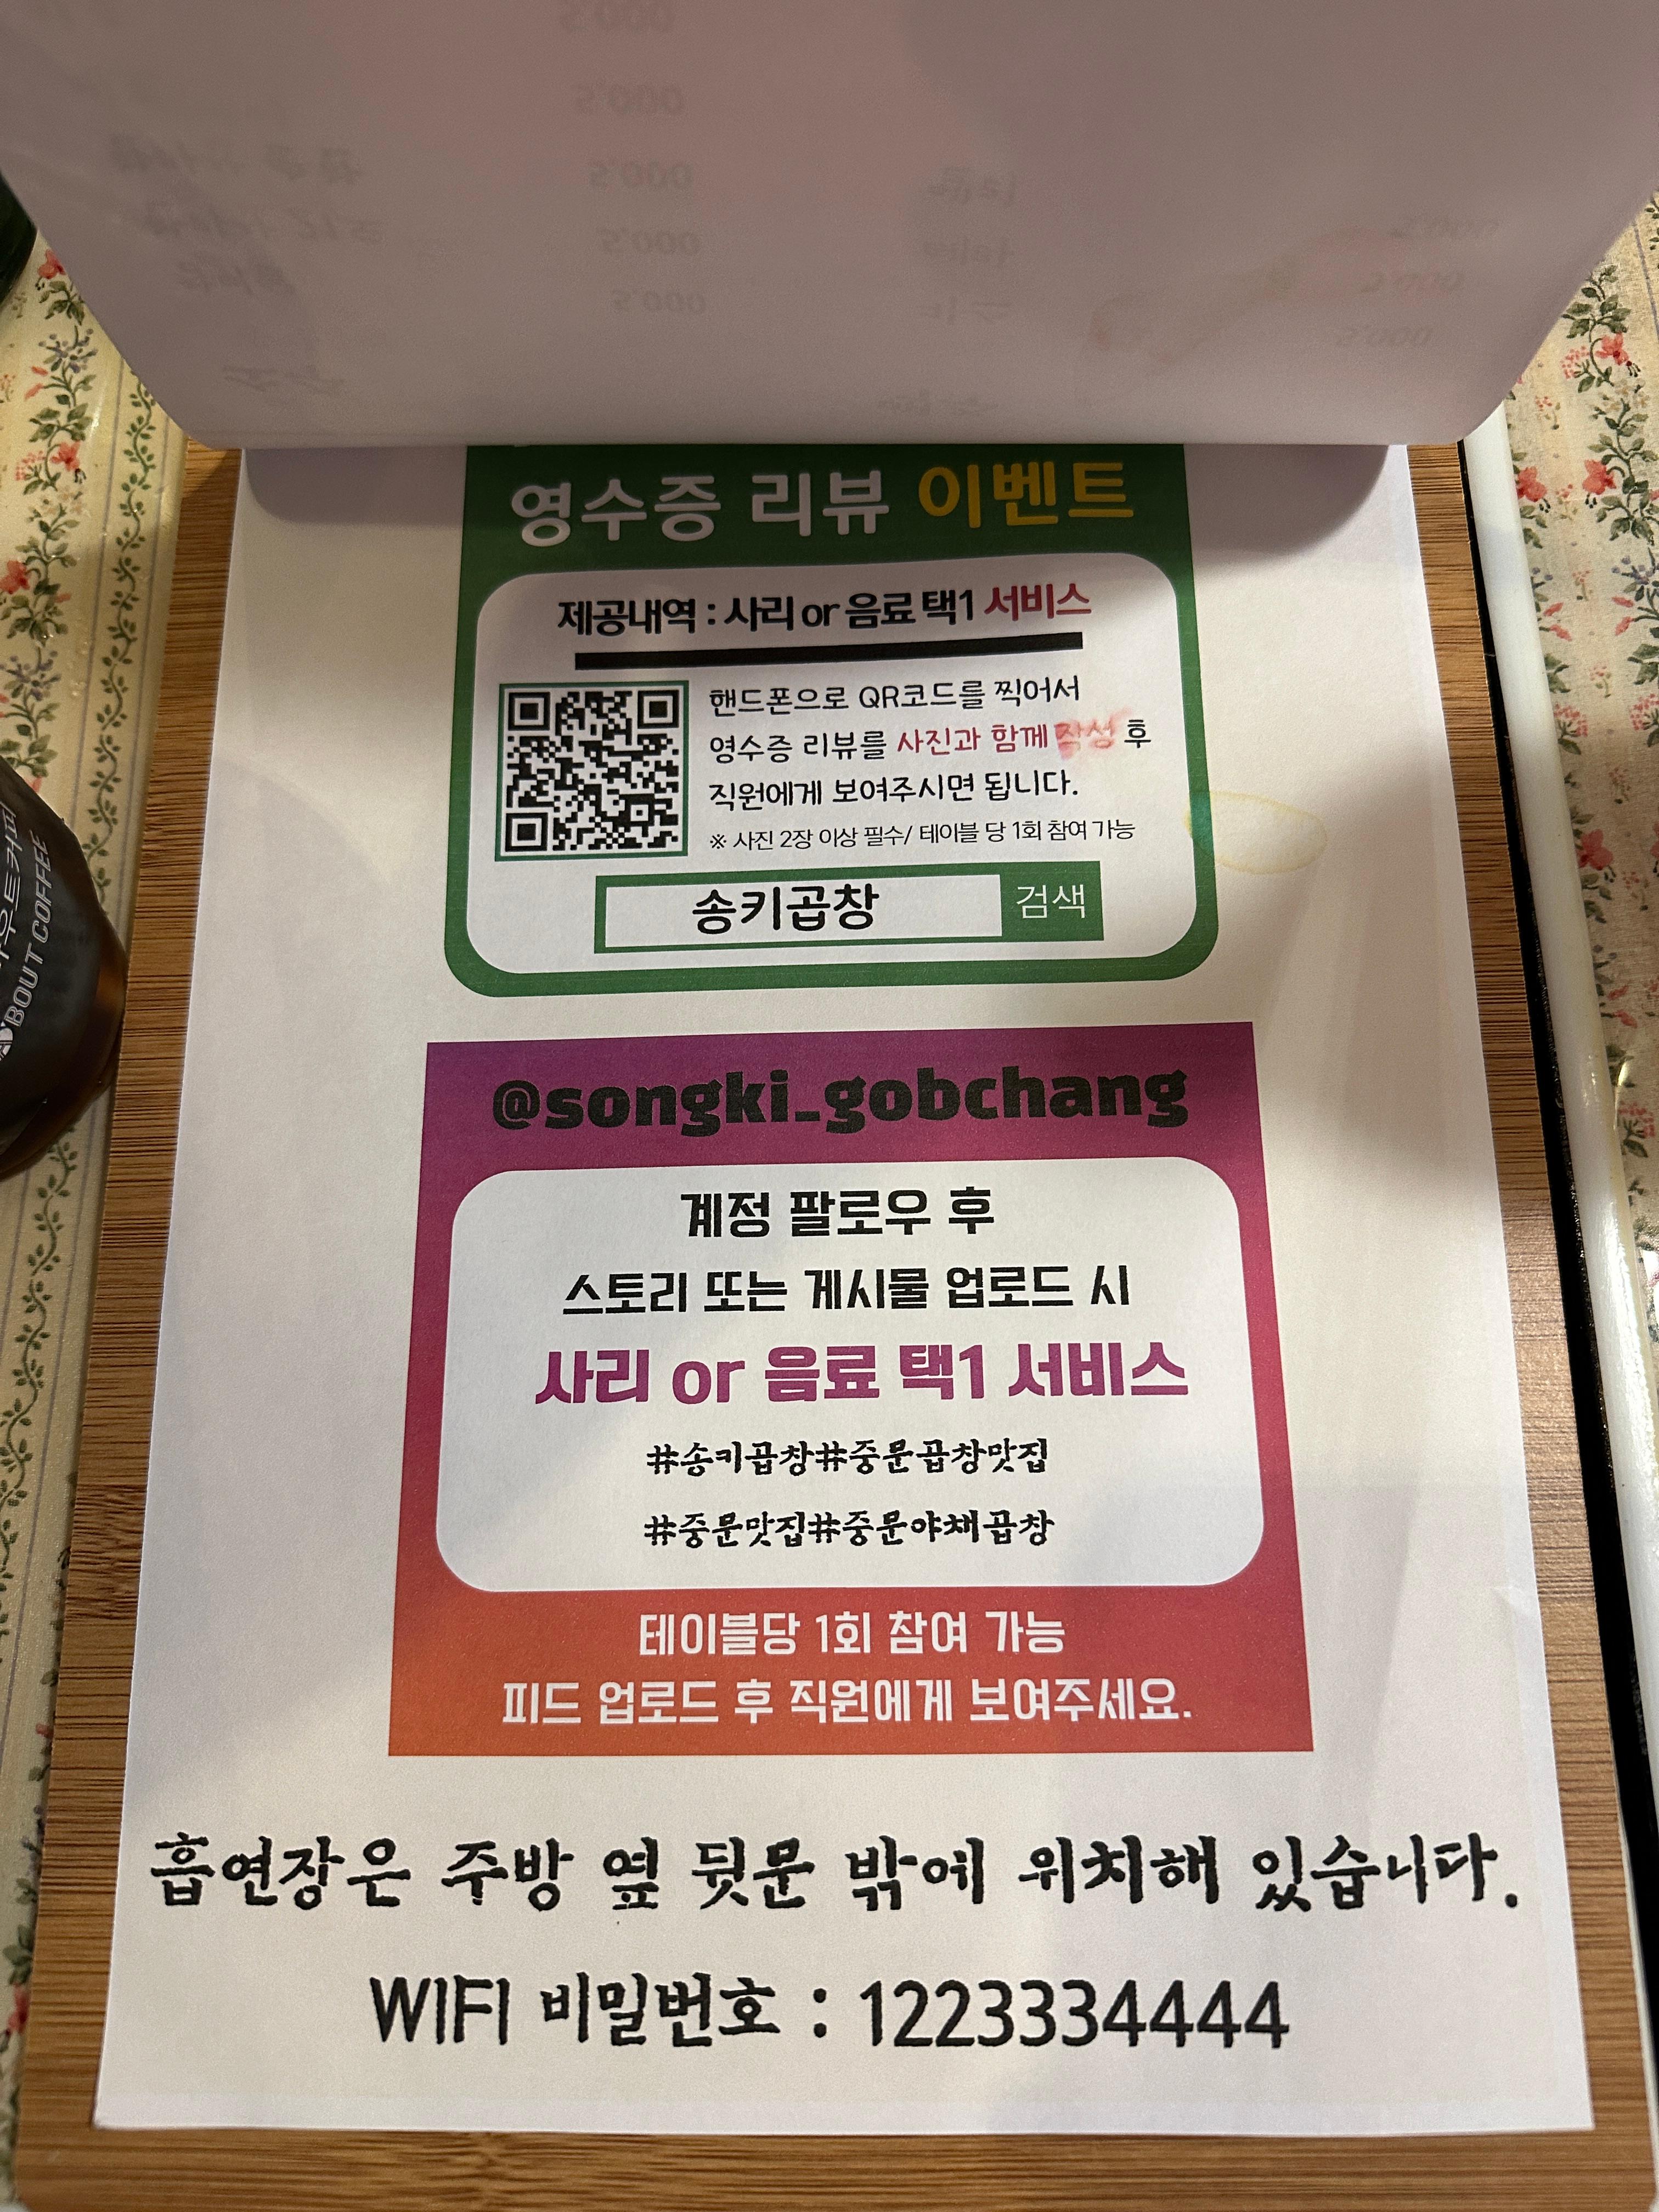 영수증 리뷰 이벤트
제공내역 : 사리 or 음료 택1 서비스
핸드폰으로 QR코드를 찍어서
영수증 리뷰를 사진과 함께 작성 후
직원에게 보여주시면 됩니다.
※ 사진 2장 이상 필수/ 테이블 당 1회 참여 가능
송키곱창 검색
@songki_gobchang
계정 팔로우 후
스토리 또는 게시물 업로드 시
사리 or 음료 택1 서비스
#송키곱창#중문곱창맛집
#중문맛집#중문야채곱창
테이블당 1회 참여 가능
피드 업로드 후 직원에게 보여주세요.
흡연장은 주방 옆 뒷문 밖에 위치해 있습니다.
WIFI 비밀번호 : 1223334444
BOUT COFFEE